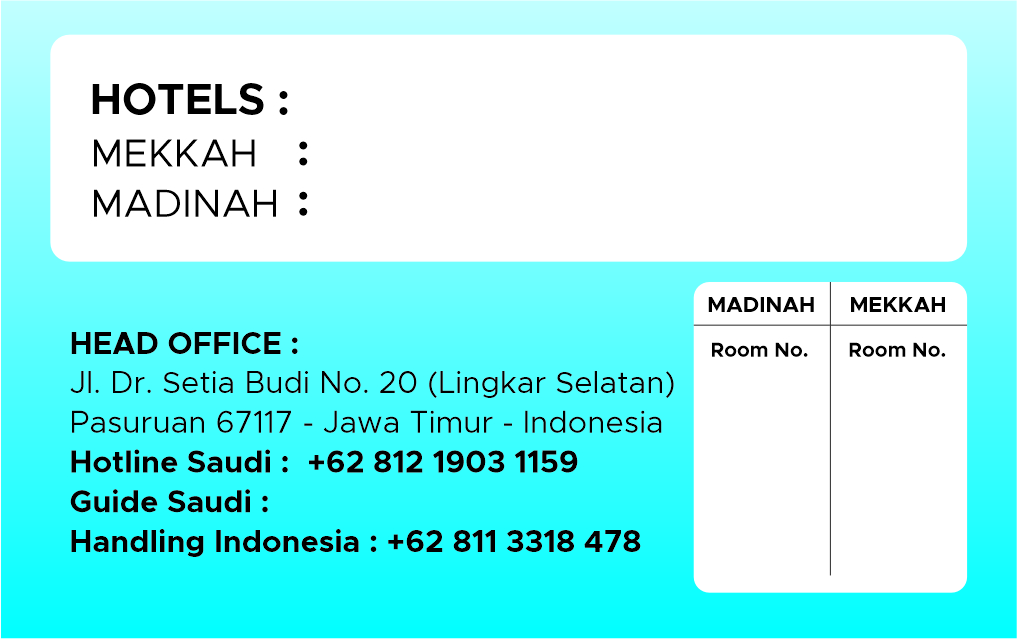 HOTELS :
MEKKAH :
MADINAH :
MADINAH MEKKAH
Room No. Room No.
HEAD OFFICE :
Jl. Dr. Setia Budi No. 20 (Lingkar Selatan)
Pasuruan 67117 - Jawa Timur - Indonesia
Hotline Saudi : +62 812 1903 1159
Guide Saudi :
Handling Indonesia : +62 811 3318 478